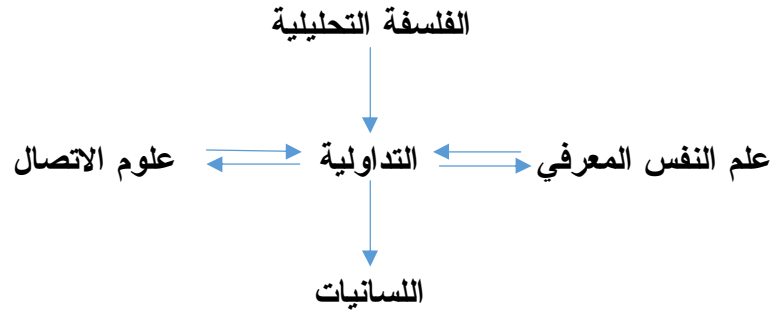 الفلسفة التحليلية
علم النفس المعرفي
التداولية
علوم الاتصال
اللسانيات